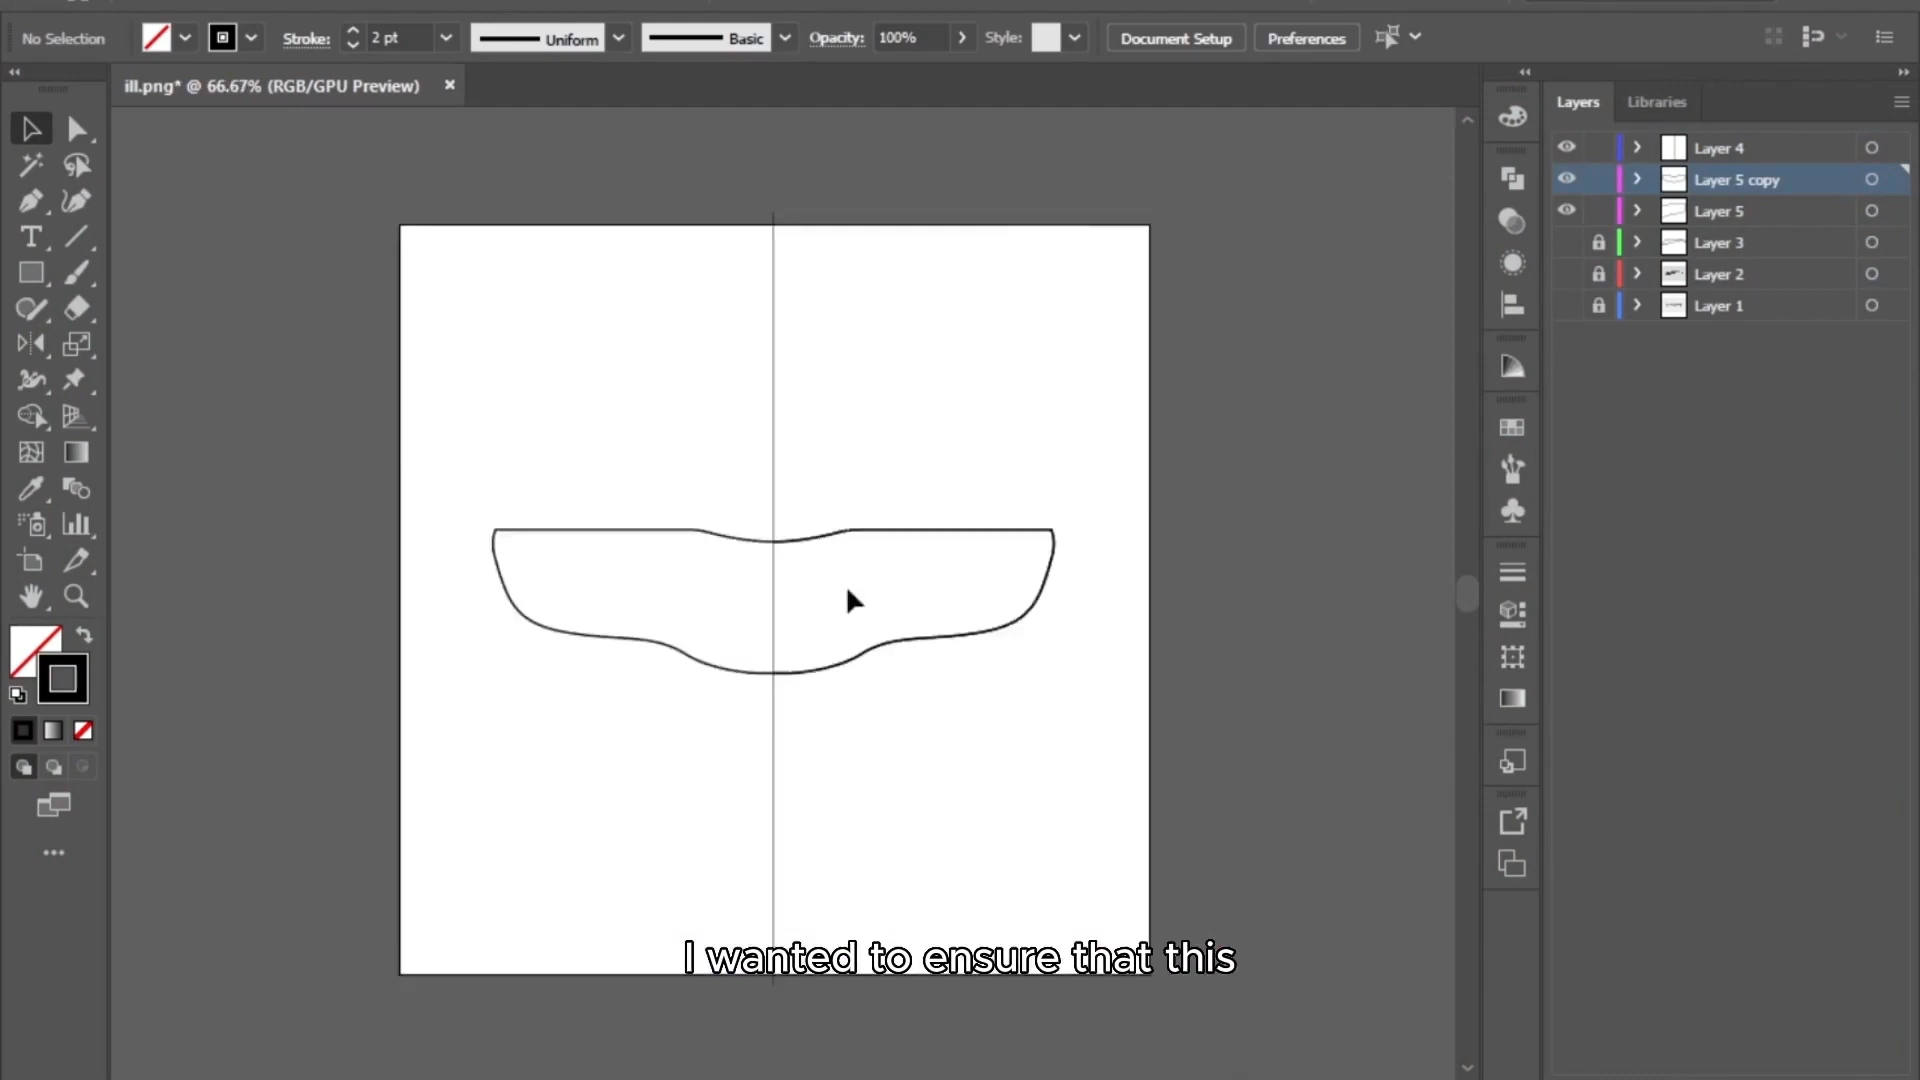 No Selection
Stroke:
2 pt
Uniform
Basic
Opacity:
100%
Style:
Document Setup
Preferences
ill.png* @ 66.67% (RGB/GPU Preview)
Layers
Libraries
Layer 4
Layer 5 copy
Layer 5
Layer 3
Layer 2
Layer 1
I wanted to ensure that this